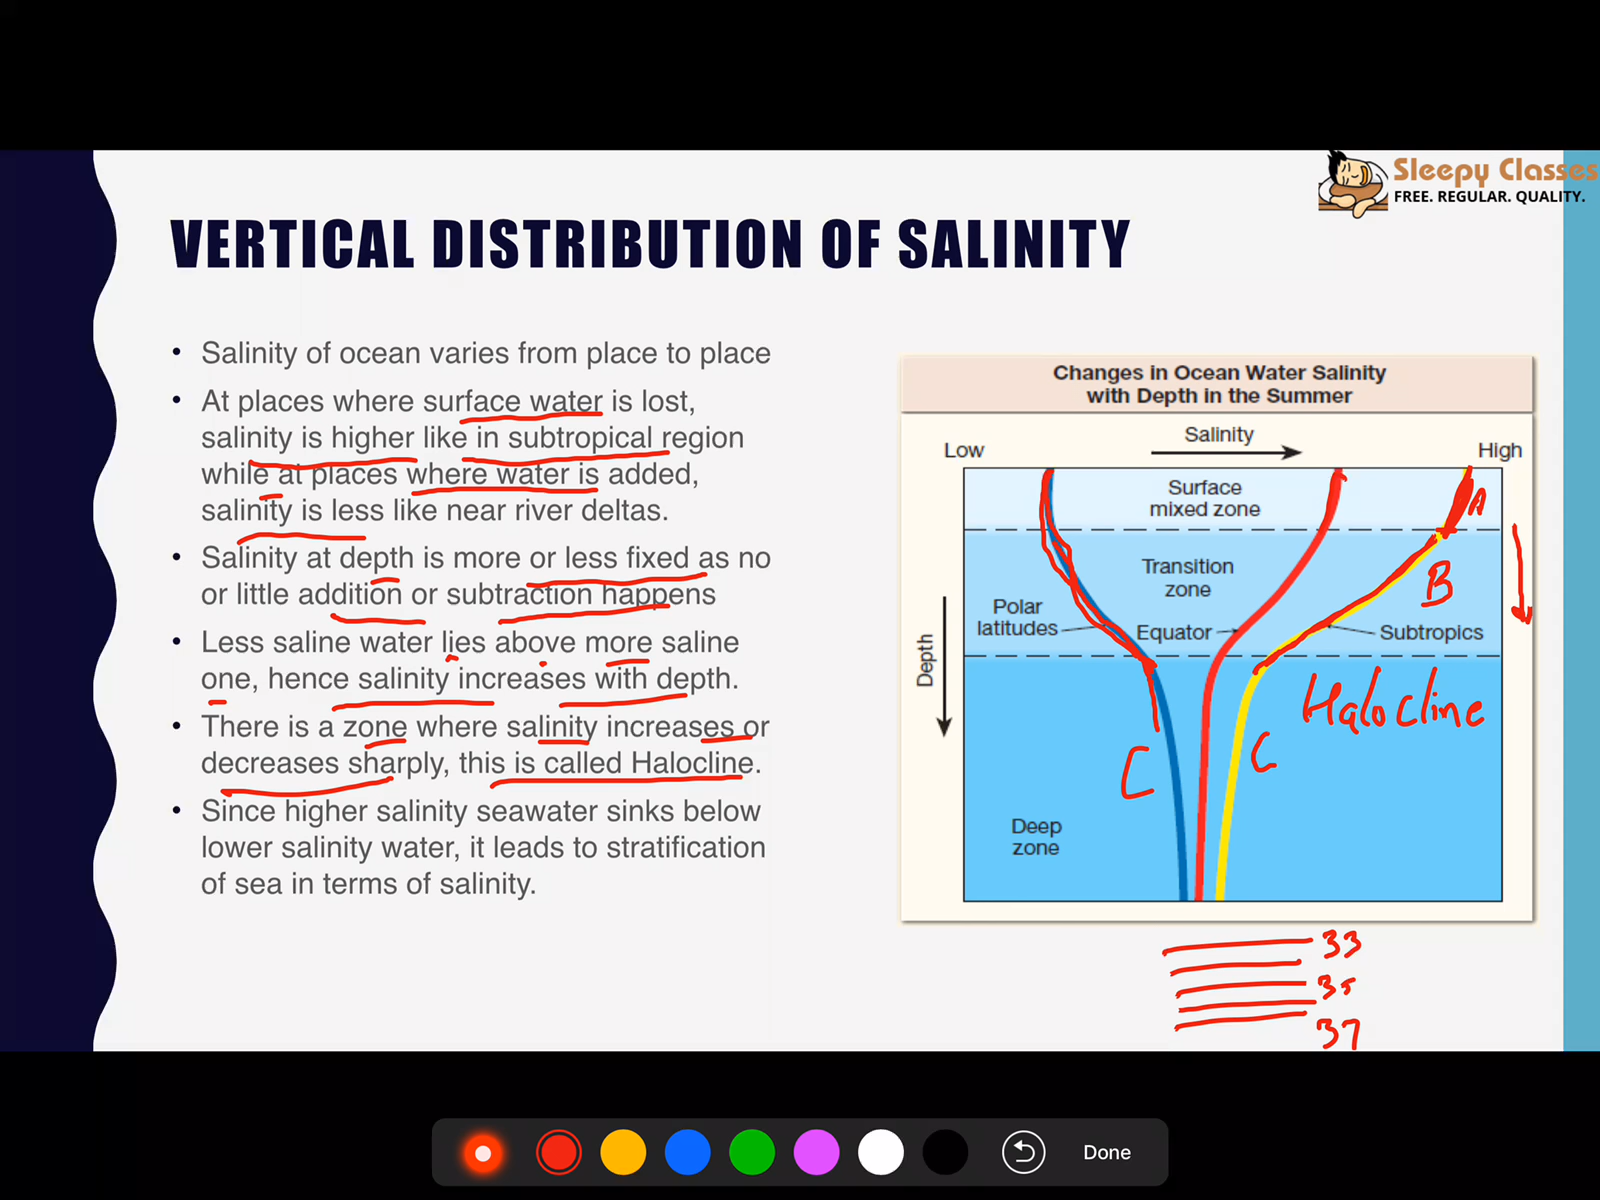 Sleepy Classes
FREE. REGULAR. QUALITY.
VERTICAL DISTRIBUTION OF SALINITY
• Salinity of ocean varies from place to place
• At places where surface water is lost,
salinity is higher like in subtropical region
while at places where water is added,
salinity is less like near river deltas.
• Salinity at depth is more or less fixed as no
or little addition or subtraction happens
• Less saline water lies above more saline
one, hence salinity increases with depth.
• There is a zone where salinity increases or
decreases sharply, this is called Halocline.
• Since higher salinity seawater sinks below
lower salinity water, it leads to stratification
of sea in terms of salinity.
Changes in Ocean Water Salinity
with Depth in the Summer
Low Salinity High
Surface
mixed zone
A
Transition
zone
B
Polar
latitudes
Equator
Subtropics
Depth
Halocline
C
C
Deep
zone
33
35
37
Done